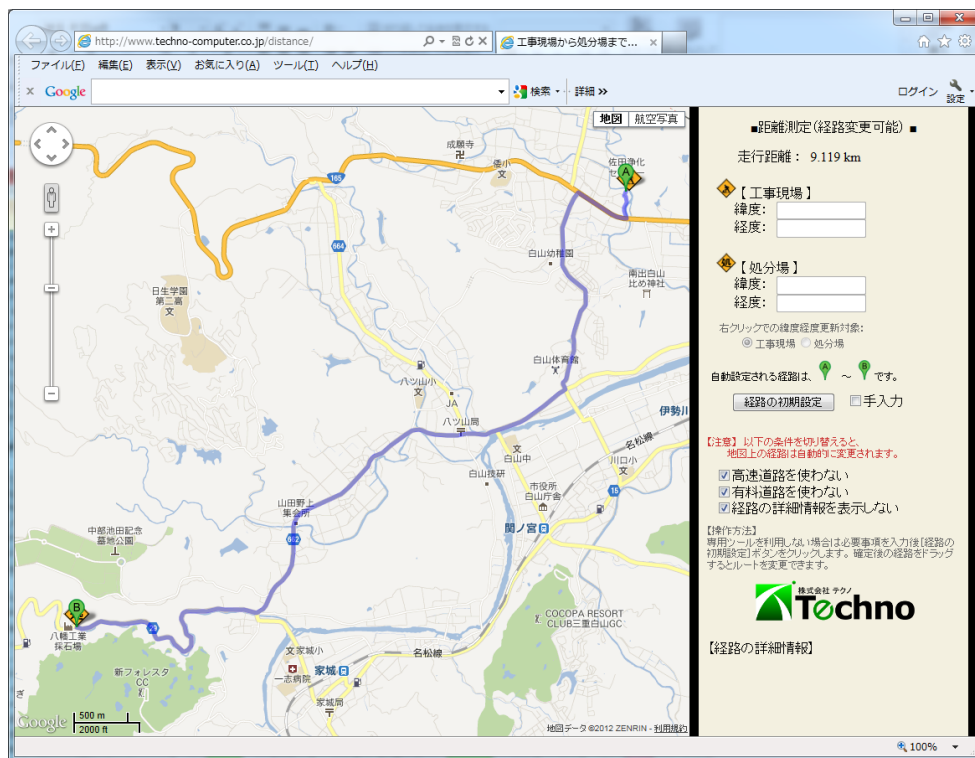 http://www.techno-computer.co.jp/distance/
工事現場から処分場まで...
ファイル(F) 編集(E) 表示(V) お気に入り(A) ツール(T) ヘルプ(H)
x Google 検索 詳細 » ログイン 設定
地図 航空写真
成願寺
倭小
文
佐田浄化
セ
A
165
664
白山幼稚園
南出白山
比め神社
日生学園
第二高
文
白山体育館
八ツ山小
文
JA
八ツ山局
伊勢川
名松線
文
白山中
川口小
文
白山技研
市役所
白山庁舎
15
山田野上
集会所
662
関ノ宮
中部池田記念
墓地公園
B
八幡工業
採石場
COCOPA RESORT
CLUB三重白山GC
文家城小
名松線
一志病院
家城
新フォレスタ
CC
家城局
Google
500 m
2000 ft
地図データ ©2012 ZENRIN - 利用規約
■距離測定(経路変更可能) ■
走行距離： 9.119 km
【工事現場】
緯度:
経度:
処
【処分場】
緯度:
経度:
右クリックでの緯度経度更新対象:
工事現場 処分場
自動設定される経路は、 A ～ B です。
経路の初期設定 手入力
【注意】以下の条件を切り替えると、
地図上の経路は自動的に変更されます。
高速道路を使わない
有料道路を使わない
経路の詳細情報を表示しない
【操作方法】
専用ツールを利用しない場合は必要事項を入力後[経路の
初期設定]ボタンをクリックします。確定後の経路をドラッグ
するとルートを変更できます。
株式会社 テクノ
Techno
【経路の詳細情報】
100%